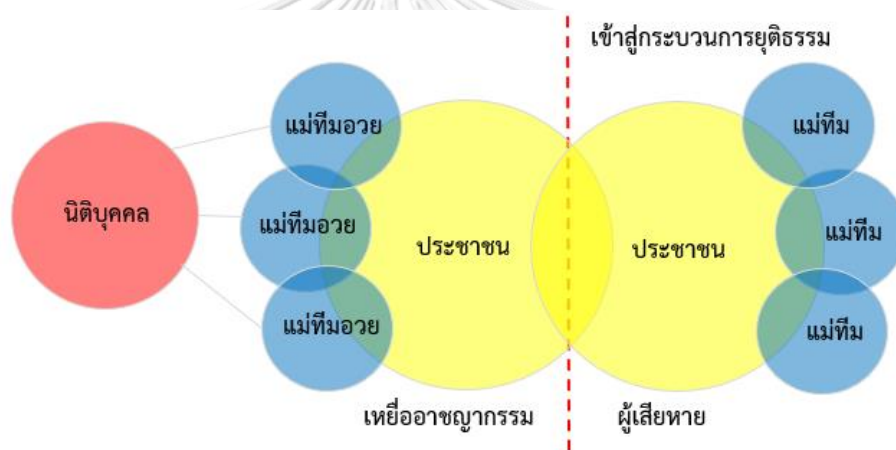 เข้าสู่กระบวนการยุติธรรม
แม่ทีมอวย
แม่ทีม
นิติบุคคล
แม่ทีมอวย
ประชาชน
ประชาชน
แม่ทีม
แม่ทีมอวย
แม่ทีม
เหยื่ออาชญากรรม
ผู้เสียหาย